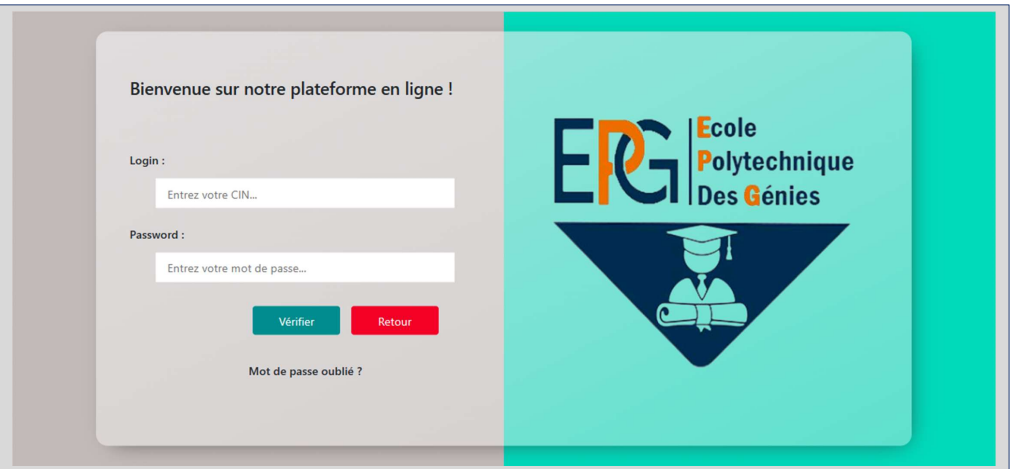 Bienvenue sur notre plateforme en ligne !
Login :
Entrez votre CIN...
Password :
Entrez votre mot de passe...
Vérifier
Retour
Mot de passe oublié ?
EPG
Ecole
Polytechnique
Des Génies